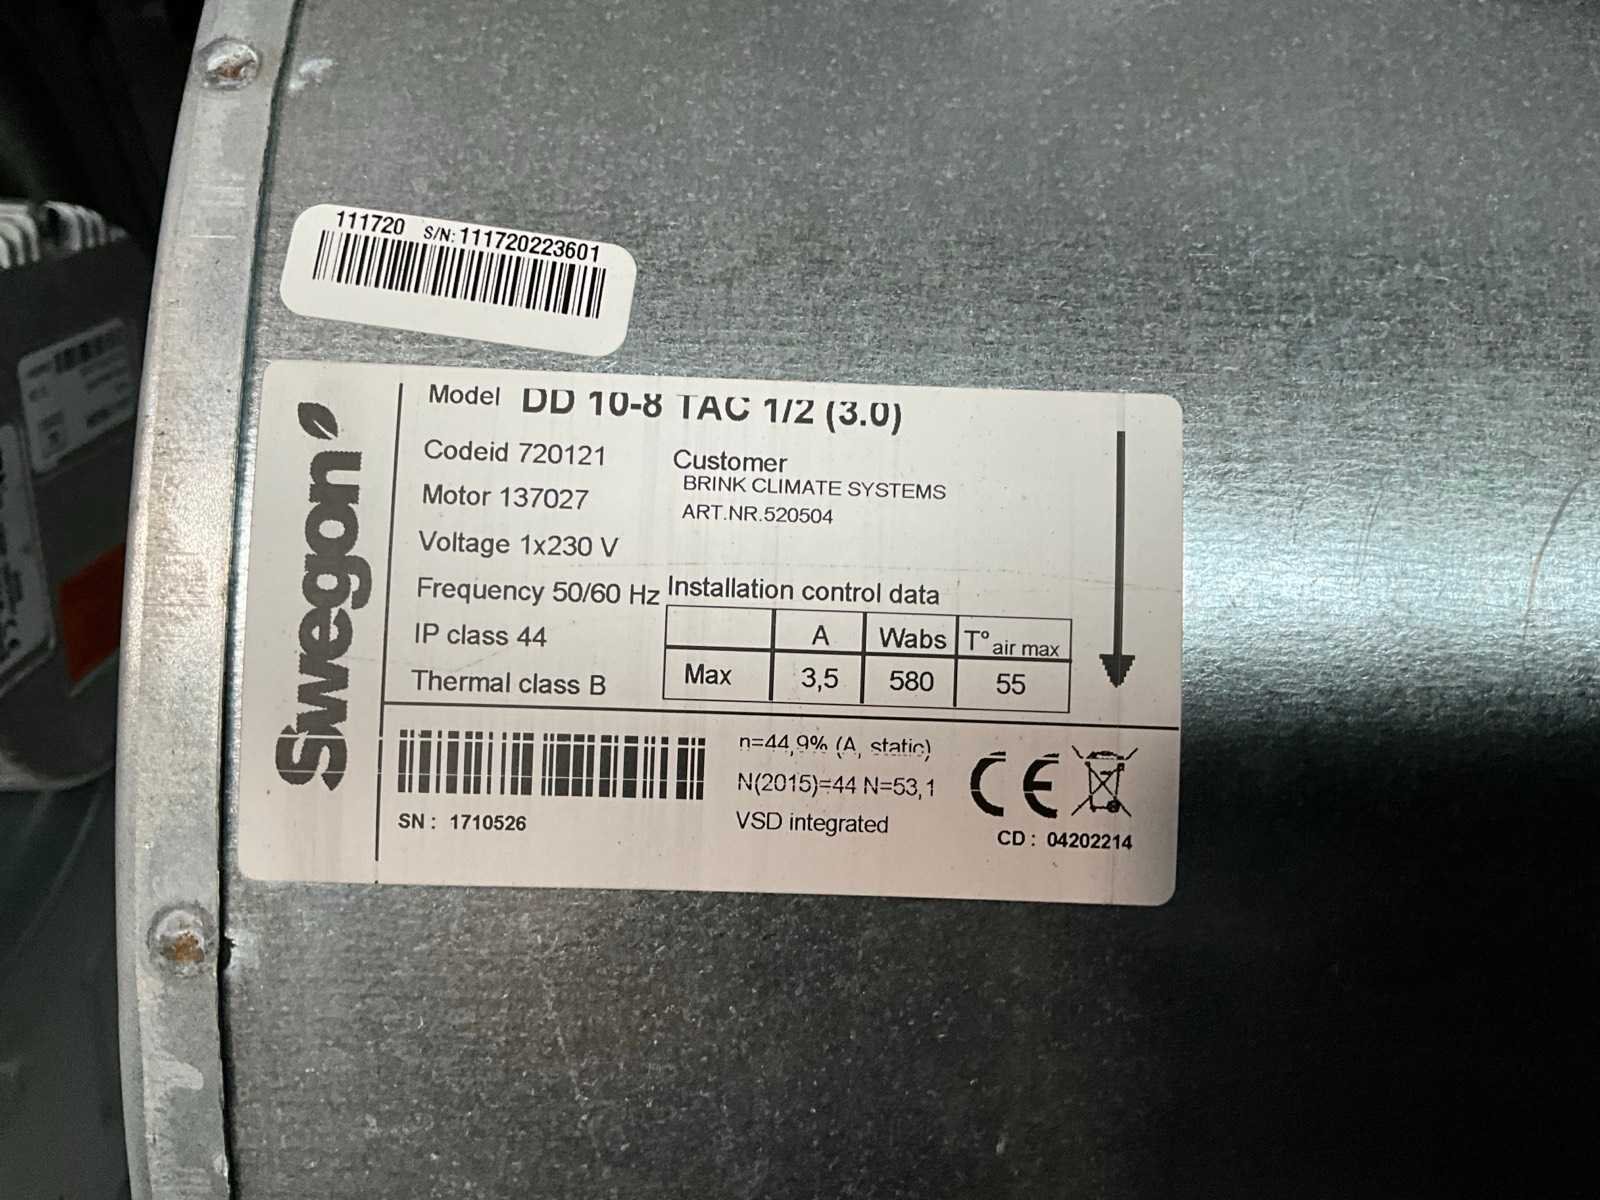 111720 S/N: 111720223601
Swegon
Model DD 10-8 TAC 1/2 (3.0)
Codeid 720121
Motor 137027
Voltage 1x230 V
Frequency 50/60 Hz
IP class 44
Thermal class B
Customer
BRINK CLIMATE SYSTEMS
ART.NR.520504
Installation control data
A Wabs T° air max
Max 3,5 580 55
SN : 1710526
n=44,9% (A, static)
N(2015)=44 N=53,1
VSD integrated
CE
CD : 04202214